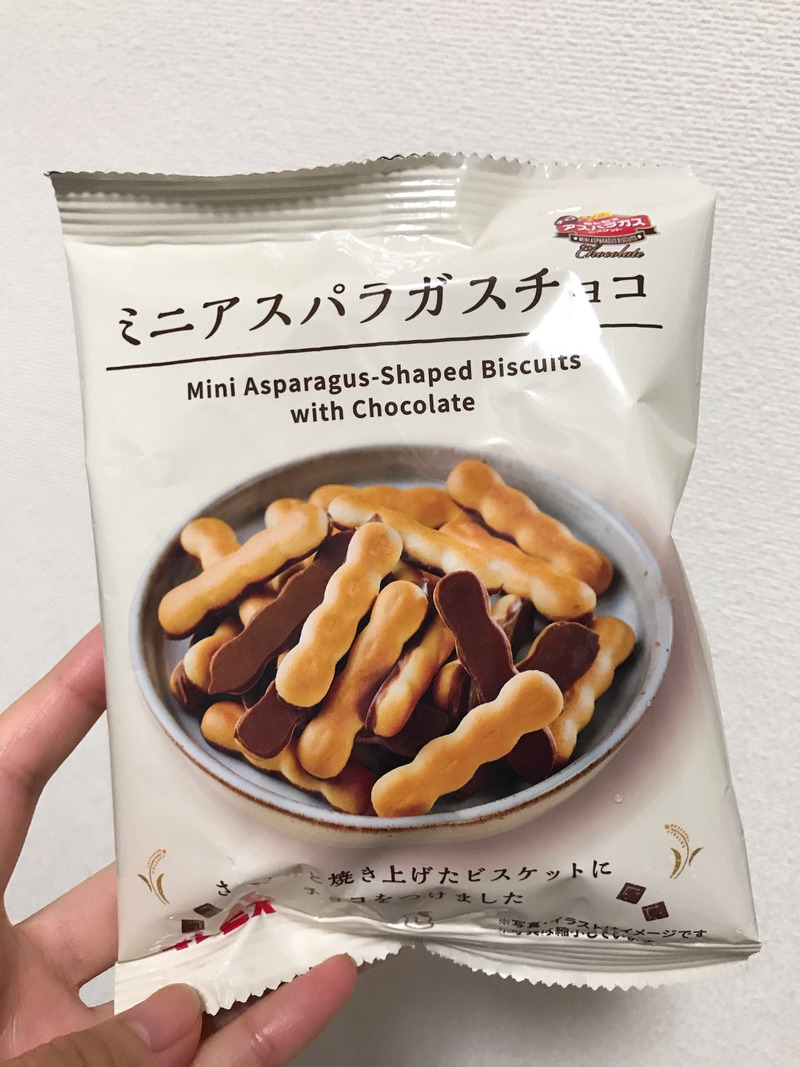 アスパラガス
MINI ASPARAGUS BISCUITS
Chocolate
ミニアスパラガスチョコ
Mini Asparagus-Shaped Biscuits
with Chocolate
焼き上げたビスケットに
チョコをつけました
※写真・イラストはイメージです